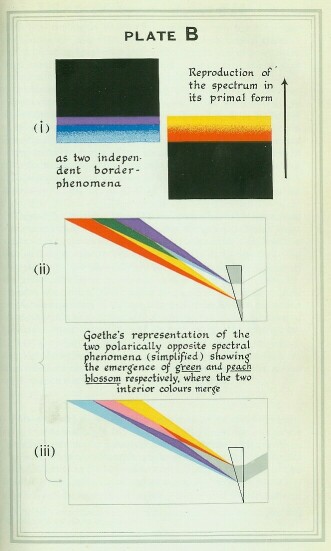 PLATE B
Reproduction of
the spectrum in
its primal form
(i)
as two indepen-
dent border-
phenomena
(ii)
Goethe's representation of the
two polarically opposite spectral
phenomena (simplified) showing
the emergence of green and peach
blossom respectively, where the two
interior colours merge
(iii)